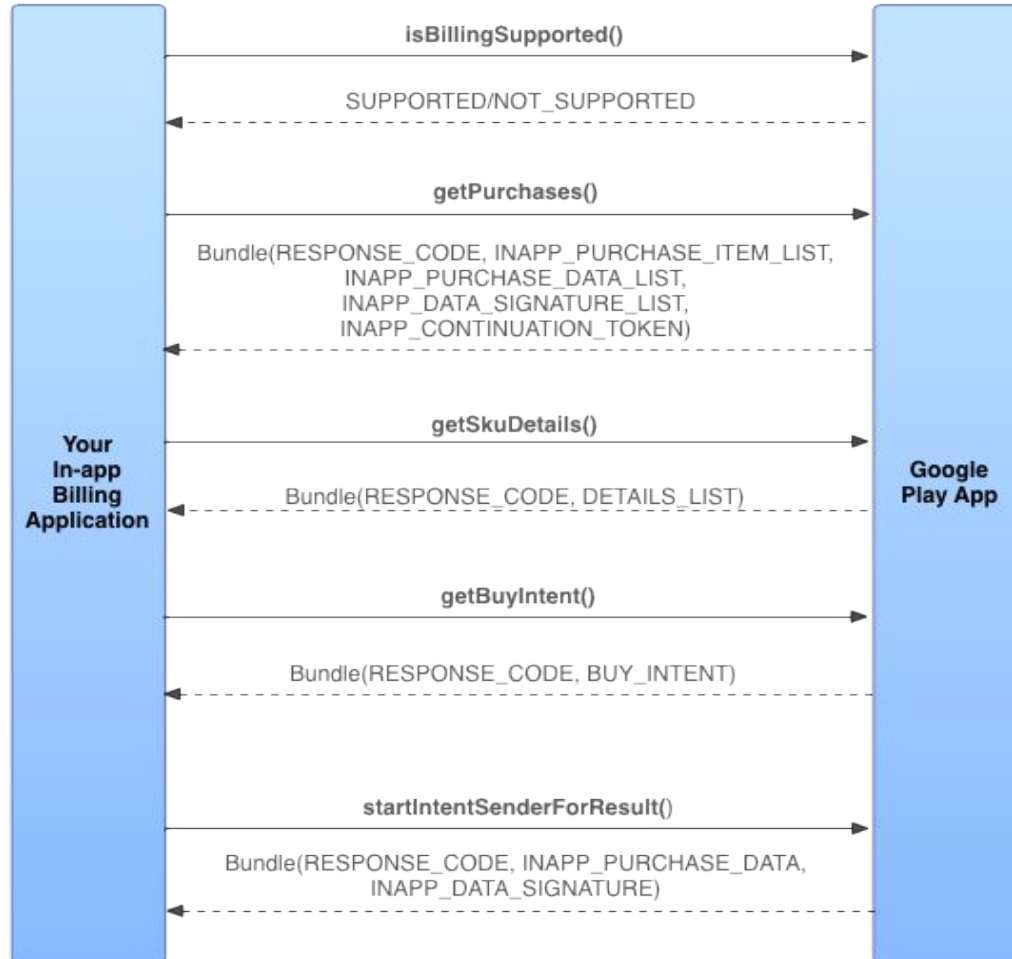 isBillingSupported()
SUPPORTED/NOT_SUPPORTED
getPurchases()
Bundle(RESPONSE_CODE, INAPP_PURCHASE_ITEM_LIST,
INAPP_PURCHASE_DATA_LIST,
INAPP_DATA_SIGNATURE_LIST,
INAPP_CONTINUATION_TOKEN)
getSkuDetails()
Your
In-app
Billing
Application
Google
Play App
Bundle(RESPONSE_CODE, DETAILS_LIST)
getBuyIntent()
Bundle(RESPONSE_CODE, BUY_INTENT)
startIntentSenderForResult()
Bundle(RESPONSE_CODE, INAPP_PURCHASE_DATA,
INAPP_DATA_SIGNATURE)